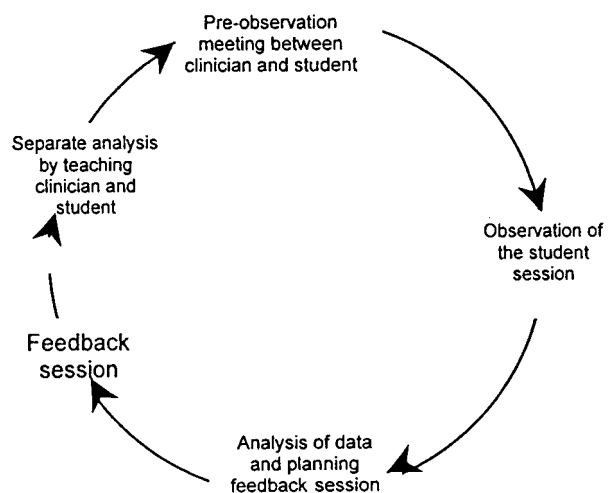 Pre-observation
meeting between
clinician and student
Observation of
the student
session
Analysis of data
and planning
feedback session
Feedback
session
Separate analysis
by teaching
clinician and
student